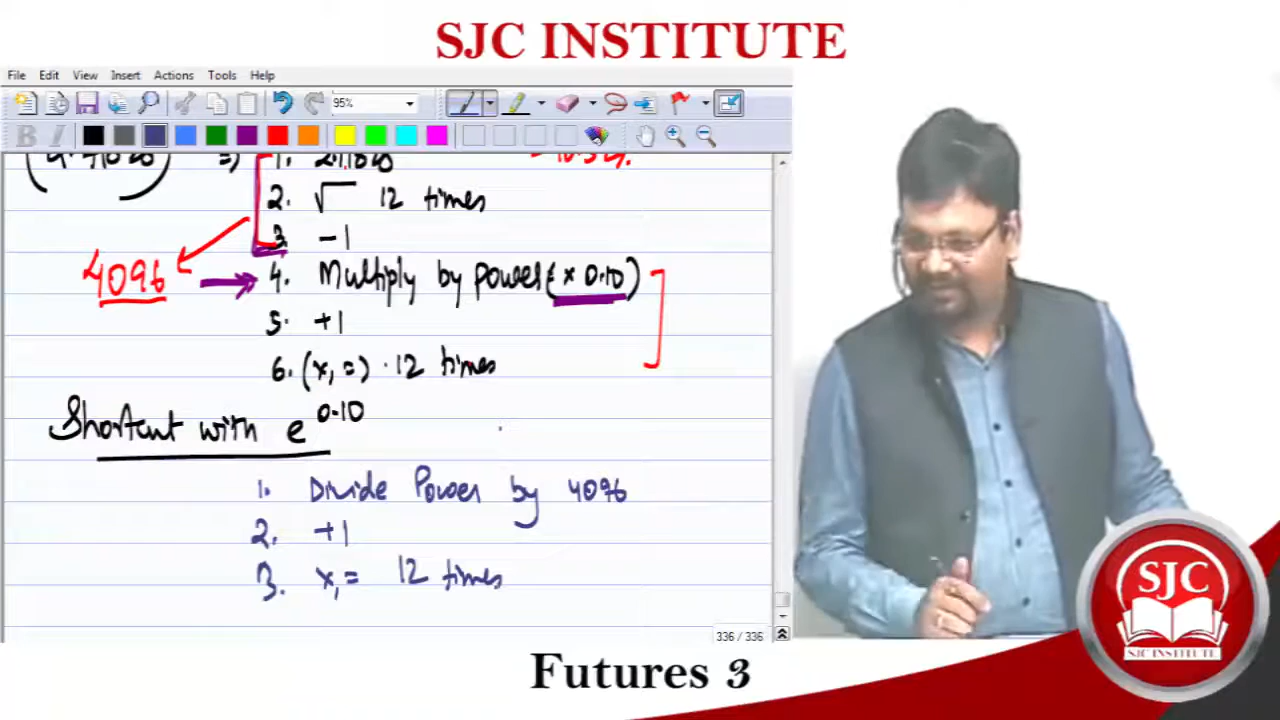 SJC INSTITUTE
File Edit View Insert Actions Tools Help
95%
B I
2. √ 12 times
3. -1
4096
4. Multiply by power (× 0.10)
5. +1
6. (×, =) · 12 times
Shortcut with e^0.10
1. Divide Power by 4096
2. +1
3. ×, = 12 times
336 / 336
SJC
SJC INSTITUTE
Futures 3